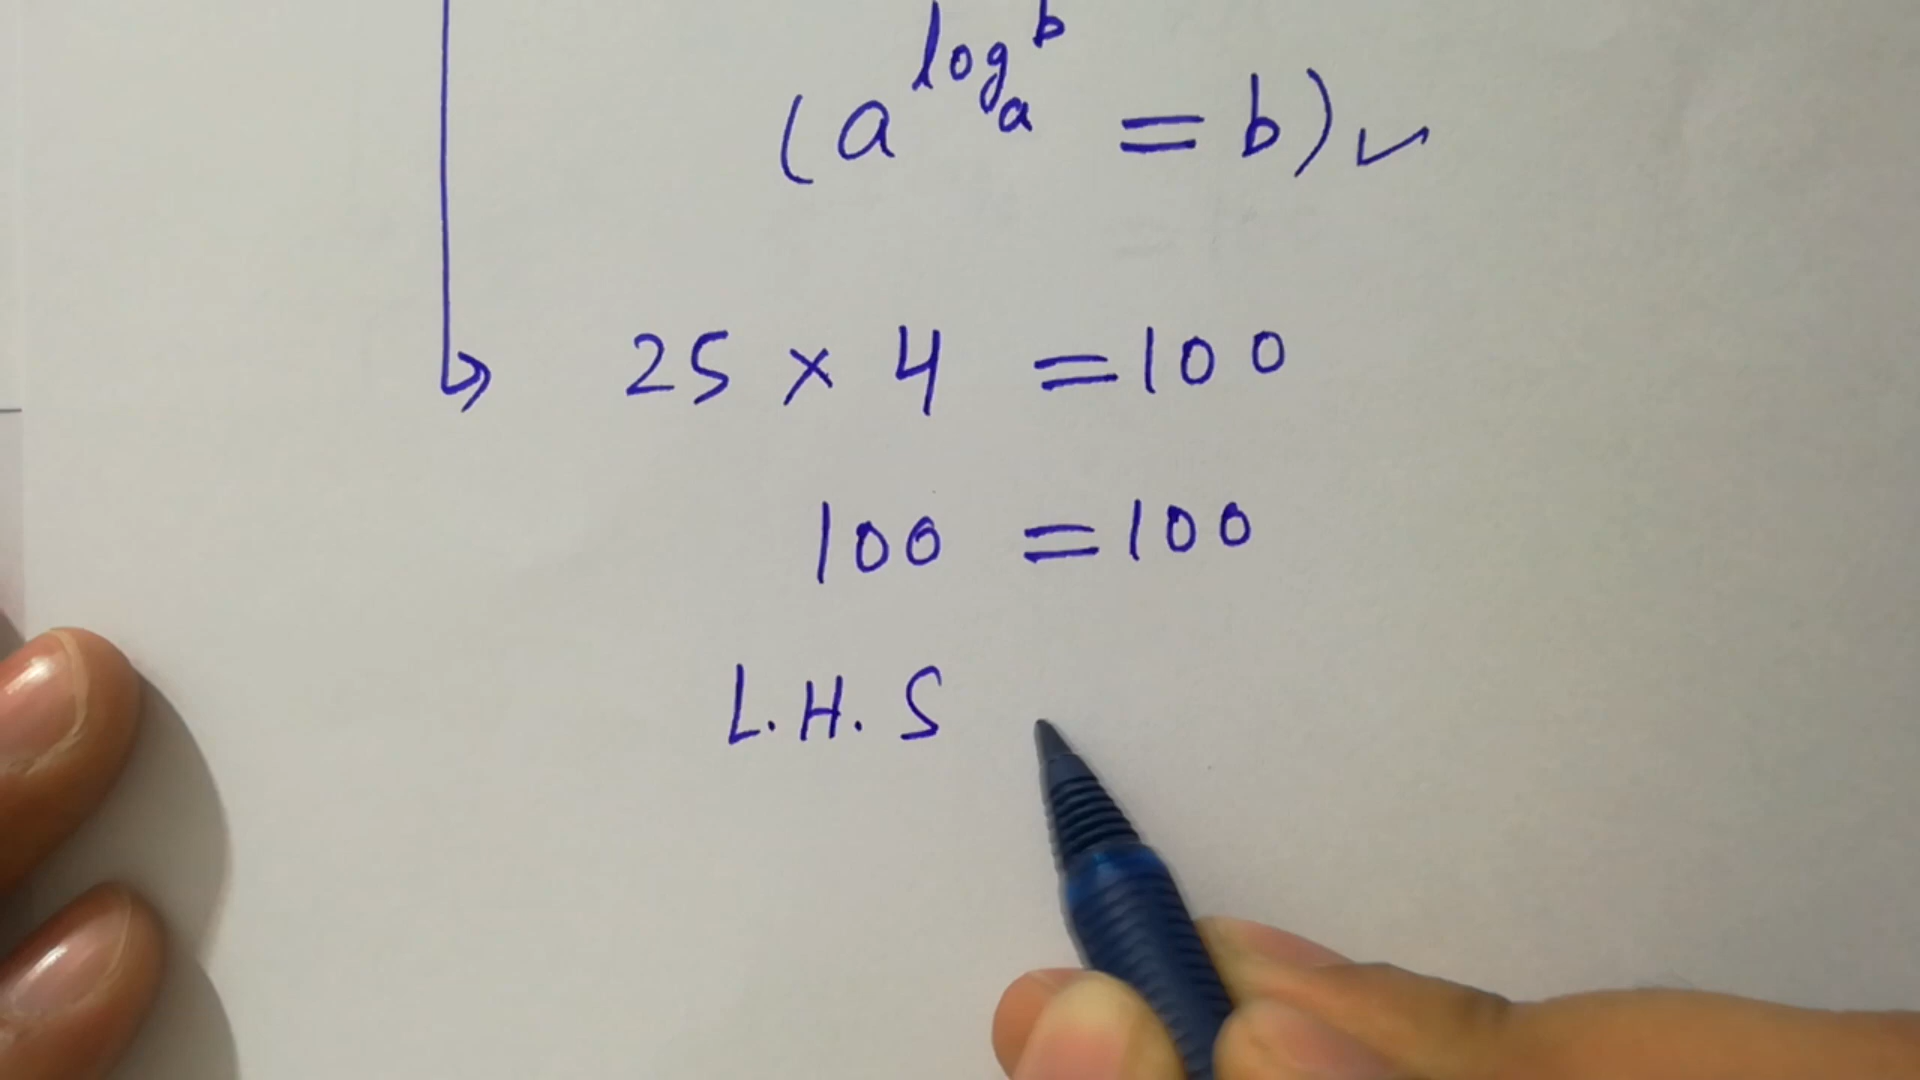 (a^log_a^b = b) ✓
25 × 4 = 100
100 = 100
L.H.S